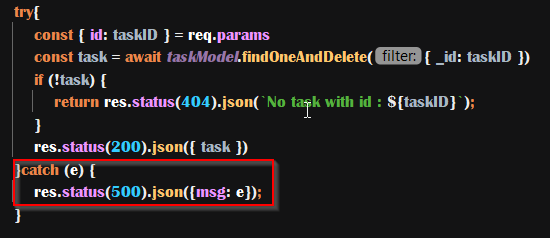 try{
const { id: taskID } = req.params
const task = await taskModel.findOneAndDelete( filter: { _id: taskID })
if (!task) {
return res.status(404).json(`No task with id : ${taskID}`);
}
res.status(200).json({ task })
}catch (e) {
res.status(500).json({msg: e});
}